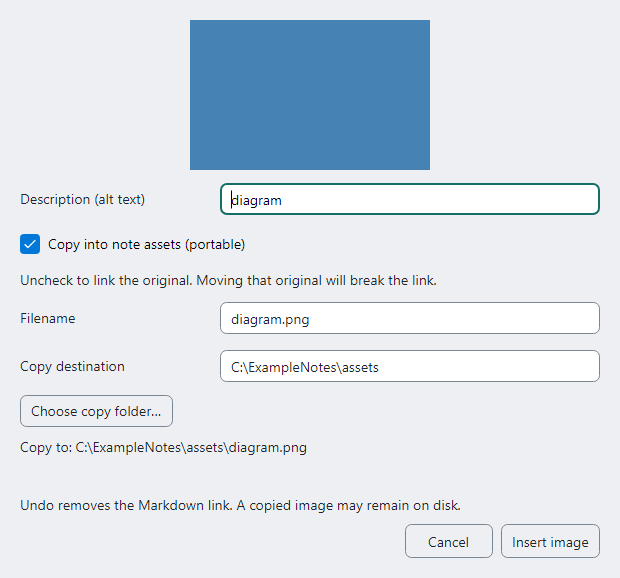 Description (alt text)
diagram
Copy into note assets (portable)
Uncheck to link the original. Moving that original will break the link.
Filename
diagram.png
Copy destination
C:\ExampleNotes\assets
Choose copy folder...
Copy to: C:\ExampleNotes\assets\diagram.png
Undo removes the Markdown link. A copied image may remain on disk.
Cancel
Insert image